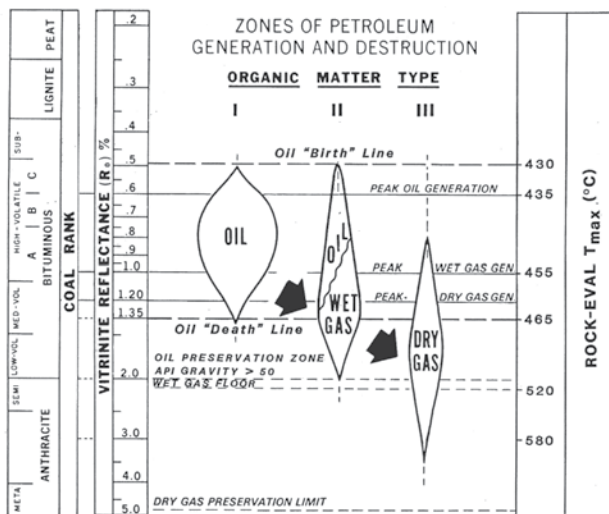 ZONES OF PETROLEUM
GENERATION AND DESTRUCTION
ORGANIC MATTER TYPE
I II III
PEAT
LIGNITE
SUB-
BITUMINOUS
HIGH-VOLATILE
C
B
A
MED-VOL
LOW-VOL
SEMI
ANTHRACITE
META
COAL RANK
VITRINITE REFLECTANCE (Ro) %
.2
.3
.4
.5
.6
.7
.8
.9
1.0
1.20
1.35
2.0
3.0
4.0
5.0
Oil "Birth" Line
PEAK OIL GENERATION
OIL
OIL
PEAK WET GAS GEN
WET
GAS
PEAK- DRY GAS GEN
Oil "Death" Line
DRY
GAS
OIL PRESERVATION ZONE
API GRAVITY > 50
WET GAS FLOOR
DRY GAS PRESERVATION LIMIT
430
435
455
465
520
580
ROCK-EVAL Tmax (°C)